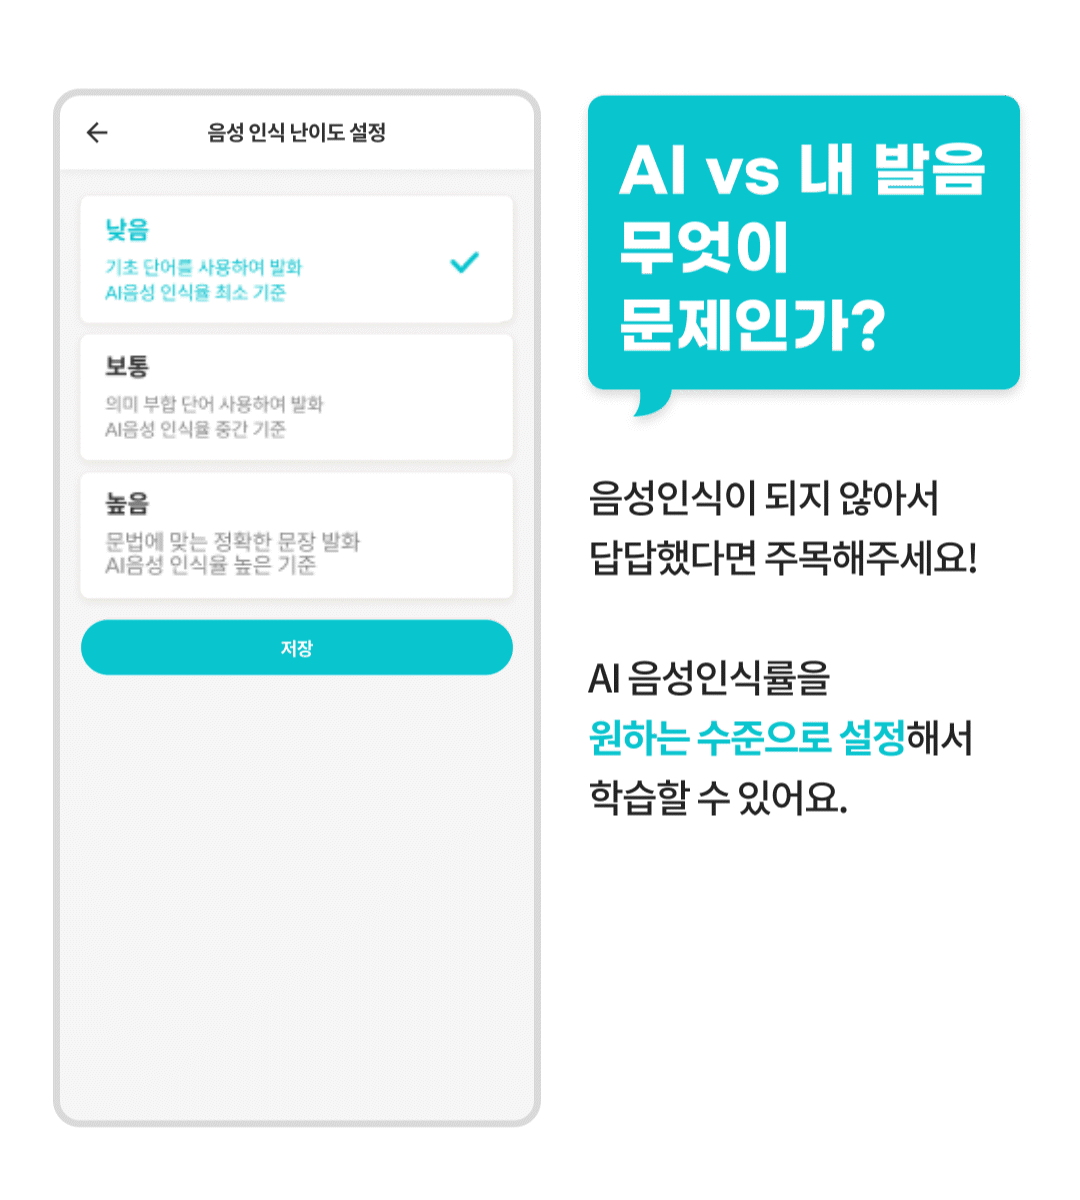 음성 인식 난이도 설정
낮음
기초 단어를 사용하여 발화
AI음성 인식율 최소 기준
보통
의미 부합 단어 사용하여 발화
AI음성 인식율 중간 기준
높음
문법에 맞는 정확한 문장 발화
AI음성 인식율 높은 기준
저장
AI vs 내 발음
무엇이
문제인가?
음성인식이 되지 않아서
답답했다면 주목해주세요!
AI 음성인식률을
원하는 수준으로 설정해서
학습할 수 있어요.